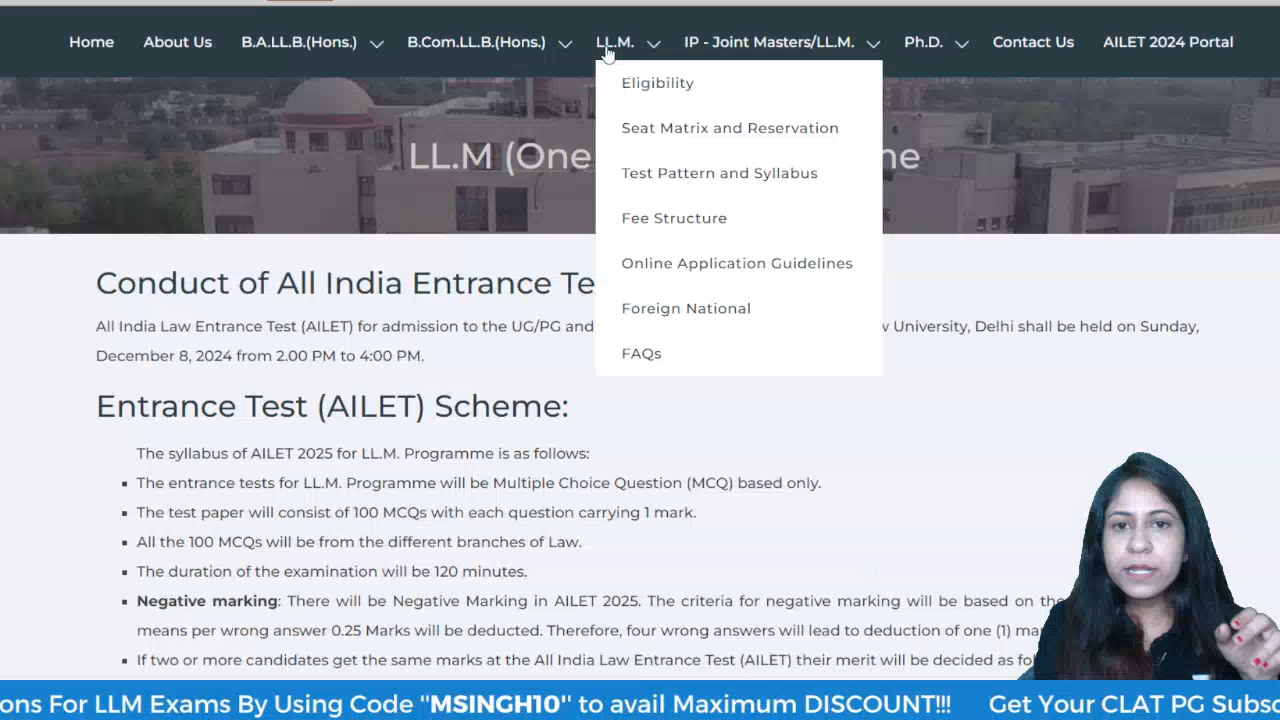 Home About Us B.A.LL.B.(Hons.) B.Com.LL.B.(Hons.) LL.M. IP - Joint Masters/LL.M. Ph.D. Contact Us AILET 2024 Portal
Eligibility
Seat Matrix and Reservation
Test Pattern and Syllabus
Fee Structure
Online Application Guidelines
Foreign National
FAQs
LL.M (One
Conduct of All India Entrance Te
All India Law Entrance Test (AILET) for admission to the UG/PG and University, Delhi shall be held on Sunday,
December 8, 2024 from 2.00 PM to 4:00 PM.
Entrance Test (AILET) Scheme:
The syllabus of AILET 2025 for LL.M. Programme is as follows:
The entrance tests for LL.M. Programme will be Multiple Choice Question (MCQ) based only.
The test paper will consist of 100 MCQs with each question carrying 1 mark.
All the 100 MCQs will be from the different branches of Law.
The duration of the examination will be 120 minutes.
Negative marking: There will be Negative Marking in AILET 2025. The criteria for negative marking will be based on the
means per wrong answer 0.25 Marks will be deducted. Therefore, four wrong answers will lead to deduction of one (1)
If two or more candidates get the same marks at the All India Law Entrance Test (AILET) their merit will be decided as
ons For LLM Exams By Using Code "MSINGH10" to avail Maximum DISCOUNT!!! Get Your CLAT PG Subsc